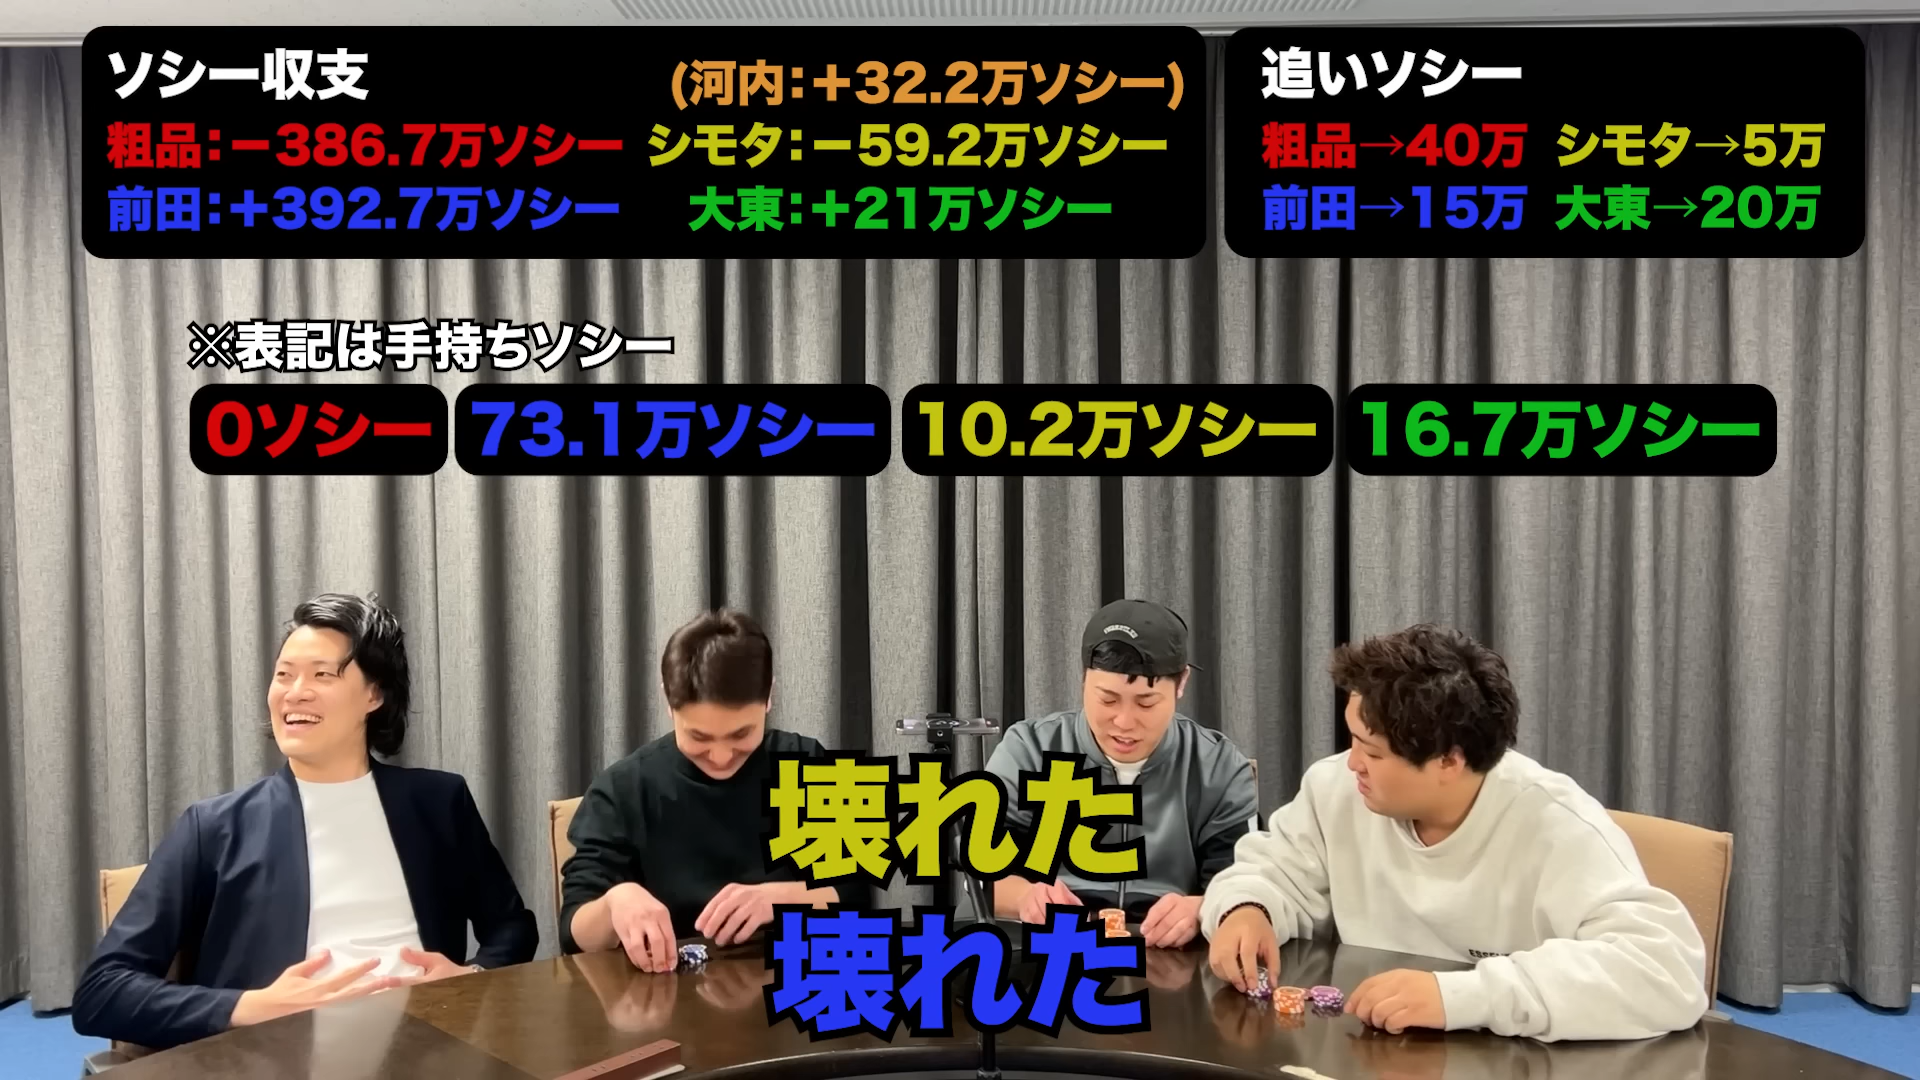 ソシー収支
(河内：＋32.2万ソシー)
粗品：－386.7万ソシー シモタ：－59.2万ソシー
前田：＋392.7万ソシー 大東：＋21万ソシー
追いソシー
粗品→40万 シモタ→5万
前田→15万 大東→20万
※表記は手持ちソシー
0ソシー 73.1万ソシー 10.2万ソシー 16.7万ソシー
壊れた
壊れた